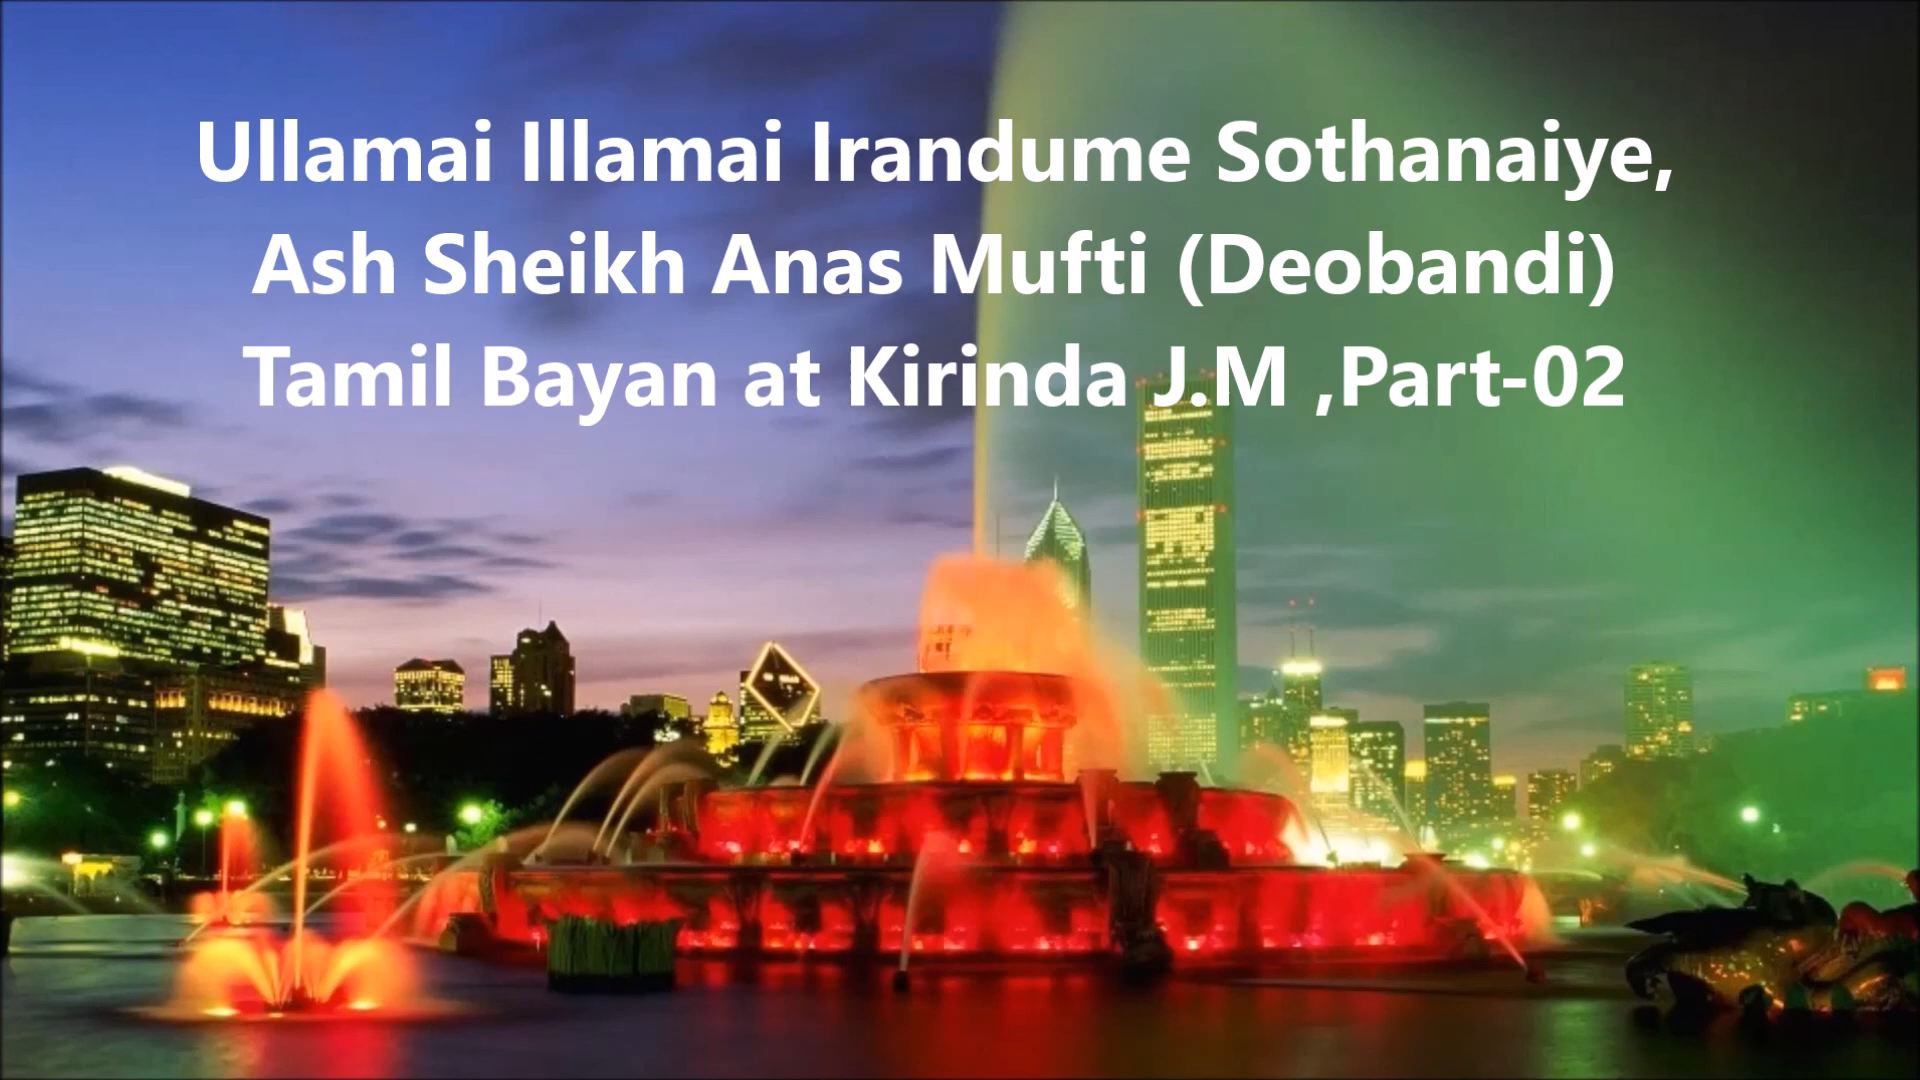 Ullamai Illamai Irandume Sothanaiye,
Ash Sheikh Anas Mufti (Deobandi)
Tamil Bayan at Kirinda J.M ,Part-02